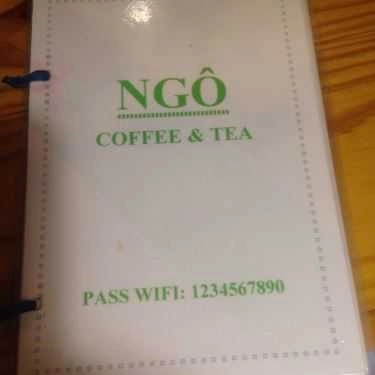 NGÔ
COFFEE & TEA
PASS WIFI: 1234567890